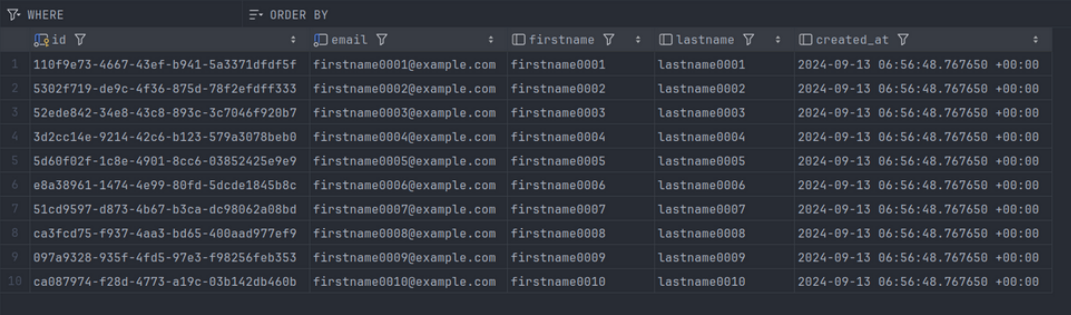 WHERE ORDER BY
id email firstname lastname created_at
1 110f9e73-4667-43ef-b941-5a3371dfdf5f firstname0001@example.com firstname0001 lastname0001 2024-09-13 06:56:48.767650 +00:00
2 5302f719-de9c-4f36-875d-78f2efdff333 firstname0002@example.com firstname0002 lastname0002 2024-09-13 06:56:48.767650 +00:00
3 52ede842-34e8-43c8-893c-3c7046f920b7 firstname0003@example.com firstname0003 lastname0003 2024-09-13 06:56:48.767650 +00:00
4 3d2cc14e-9214-42c6-b123-579a3078beb0 firstname0004@example.com firstname0004 lastname0004 2024-09-13 06:56:48.767650 +00:00
5 5d60f02f-1c8e-4901-8cc6-03852425e9e9 firstname0005@example.com firstname0005 lastname0005 2024-09-13 06:56:48.767650 +00:00
6 e8a38961-1474-4e99-80fd-5dcde1845b8c firstname0006@example.com firstname0006 lastname0006 2024-09-13 06:56:48.767650 +00:00
7 51cd9597-d873-4b67-b3ca-dc98062a08bd firstname0007@example.com firstname0007 lastname0007 2024-09-13 06:56:48.767650 +00:00
8 ca3fcd75-f937-4aa3-bd65-400aad977ef9 firstname0008@example.com firstname0008 lastname0008 2024-09-13 06:56:48.767650 +00:00
9 097a9328-935f-4fd5-97e3-f98256feb353 firstname0009@example.com firstname0009 lastname0009 2024-09-13 06:56:48.767650 +00:00
10 ca087974-f28d-4773-a19c-03b142db460b firstname0010@example.com firstname0010 lastname0010 2024-09-13 06:56:48.767650 +00:00